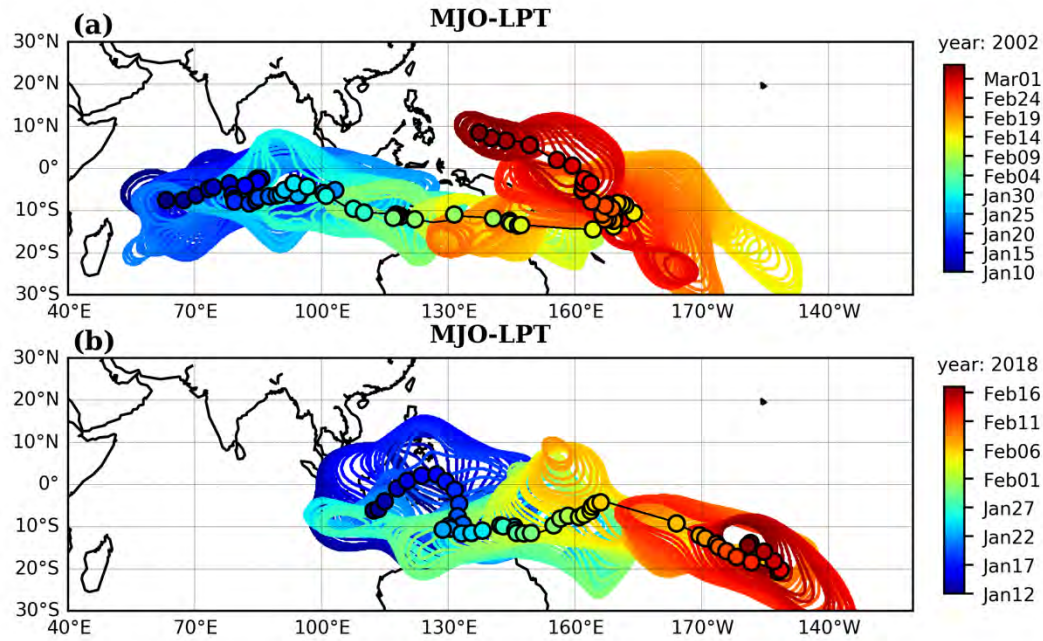 (a) MJO-LPT
30°N
20°N
10°N
0°
10°S
20°S
30°S
40°E 70°E 100°E 130°E 160°E 170°W 140°W
year: 2002
Mar01
Feb24
Feb19
Feb14
Feb09
Feb04
Jan30
Jan25
Jan20
Jan15
Jan10
(b) MJO-LPT
30°N
20°N
10°N
0°
10°S
20°S
30°S
40°E 70°E 100°E 130°E 160°E 170°W 140°W
year: 2018
Feb16
Feb11
Feb06
Feb01
Jan27
Jan22
Jan17
Jan12